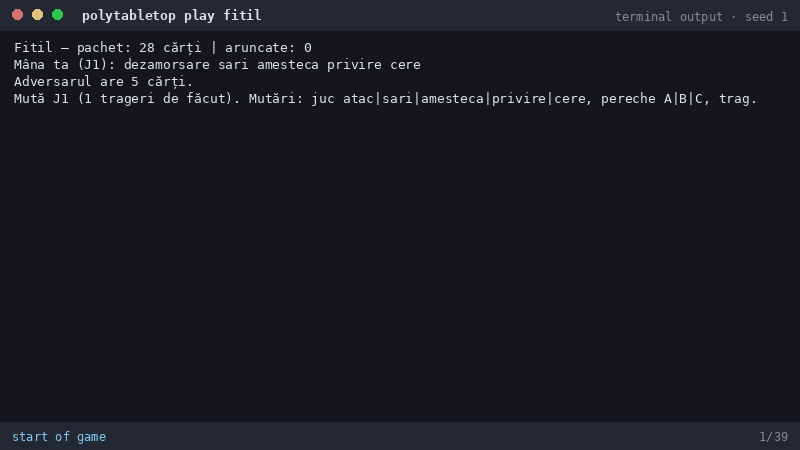 polytabletop play fitil
terminal output · seed 1
Fitil — pachet: 28 cărți | aruncate: 0
Mâna ta (J1): dezamorsare sari amesteca privire cere
Adversarul are 5 cărți.
Mută J1 (1 trageri de făcut). Mutări: juc atac|sari|amesteca|privire|cere, pereche A|B|C, trag.
start of game
1/39